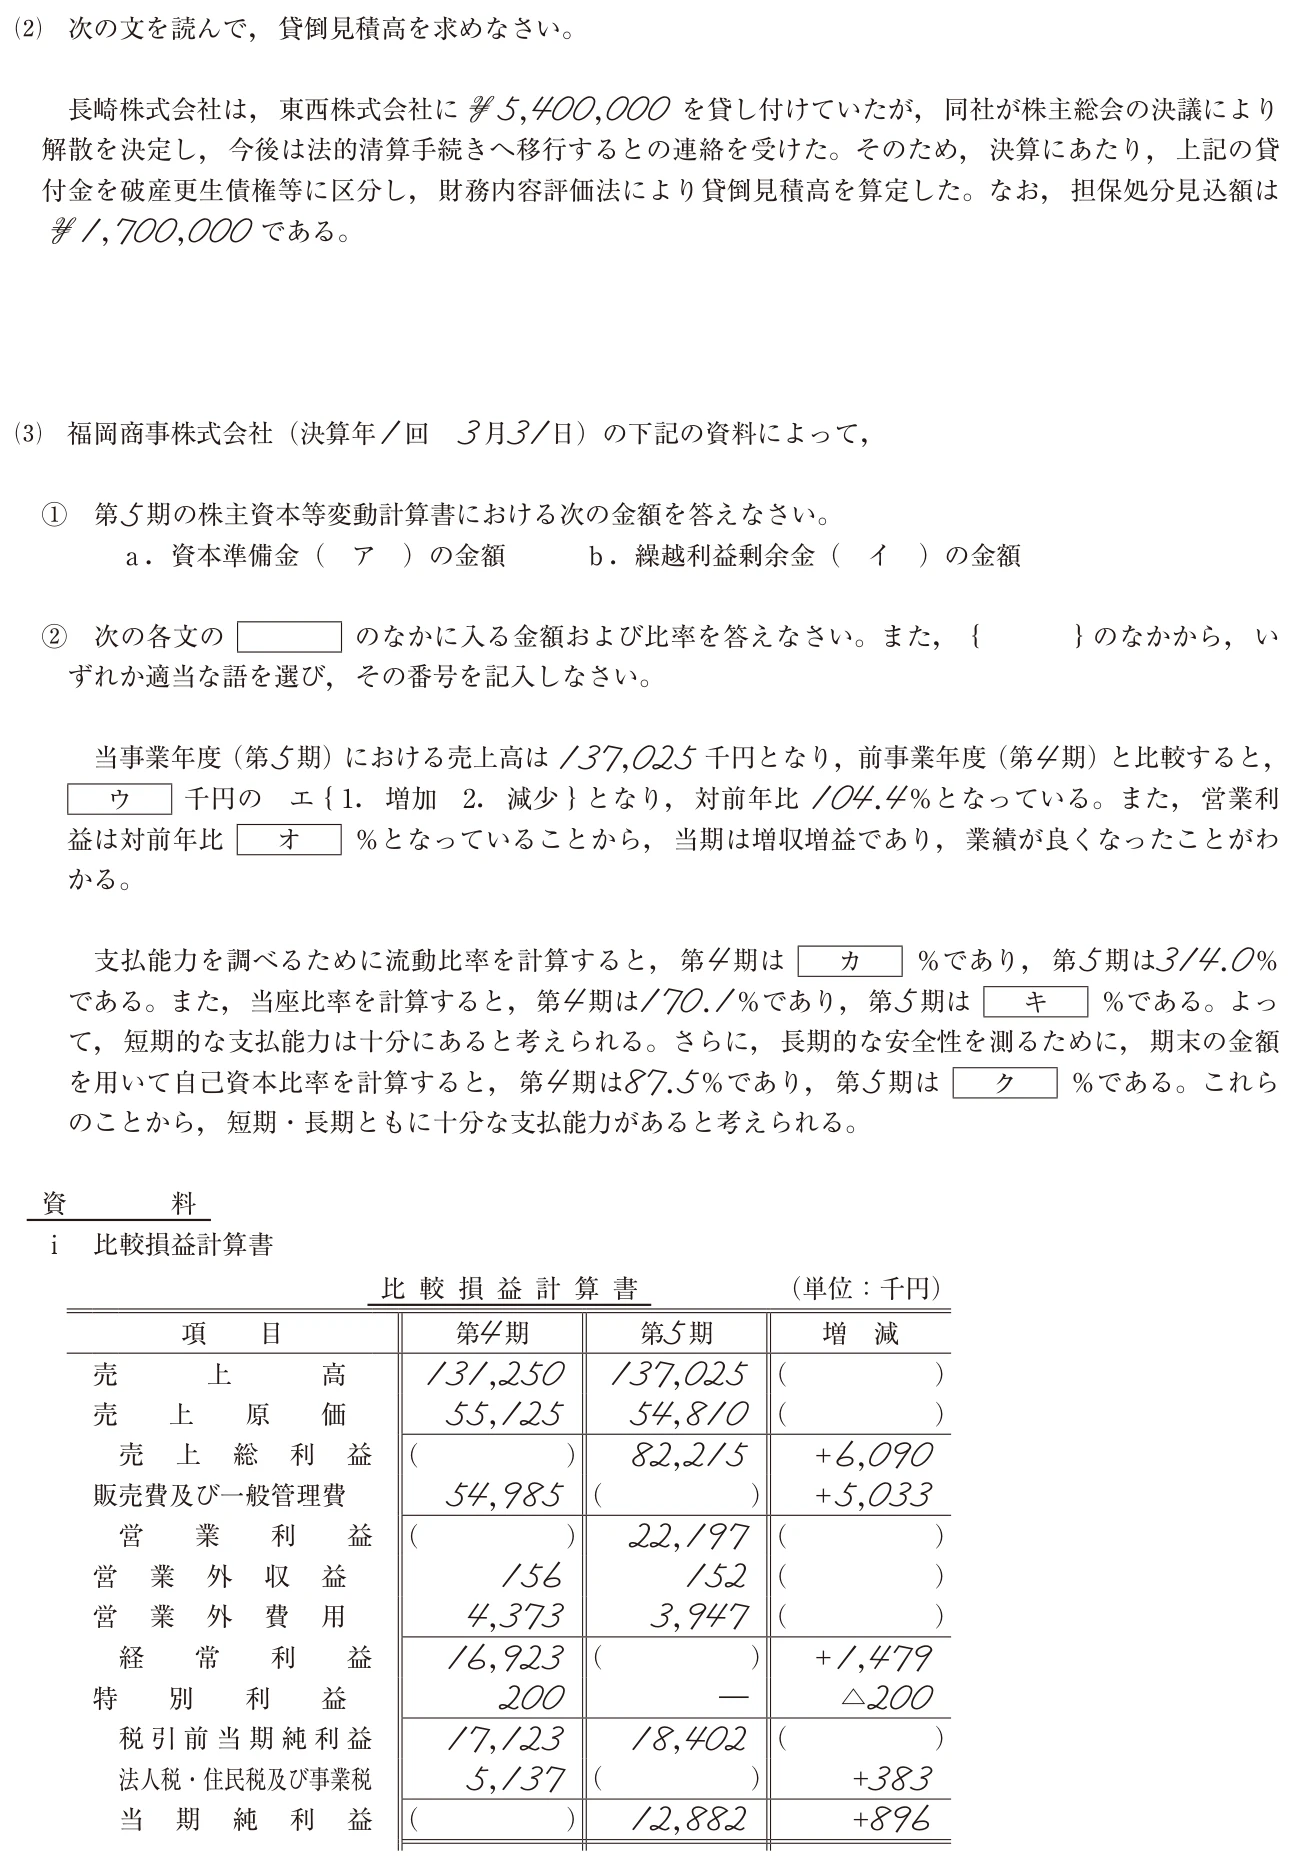 (2) 次の文を読んで，貸倒見積高を求めなさい。
長崎株式会社は，東西株式会社に ¥5,400,000 を貸し付けていたが，同社が株主総会の決議により
解散を決定し，今後は法的清算手続きへ移行するとの連絡を受けた。そのため，決算にあたり，上記の貸
付金を破産更生債権等に区分し，財務内容評価法により貸倒見積高を算定した。なお，担保処分見込額は
¥1,700,000 である。
(3) 福岡商事株式会社（決算年1回　3月31日）の下記の資料によって，
① 第5期の株主資本等変動計算書における次の金額を答えなさい。
a．資本準備金（　ア　）の金額　　　b．繰越利益剰余金（　イ　）の金額
② 次の各文の　　　　のなかに入る金額および比率を答えなさい。また，｛　　　｝のなかから，い
ずれか適当な語を選び，その番号を記入しなさい。
当事業年度（第5期）における売上高は 137,025 千円となり，前事業年度（第4期）と比較すると，
ウ 千円の　エ｛1．増加　2．減少｝となり，対前年比 104.4％となっている。また，営業利
益は対前年比 オ ％となっていることから，当期は増収増益であり，業績が良くなったことがわ
かる。
支払能力を調べるために流動比率を計算すると，第4期は カ ％であり，第5期は314.0％
である。また，当座比率を計算すると，第4期は170.1％であり，第5期は キ ％である。よっ
て，短期的な支払能力は十分にあると考えられる。さらに，長期的な安全性を測るために，期末の金額
を用いて自己資本比率を計算すると，第4期は87.5％であり，第5期は ク ％である。これら
のことから，短期・長期ともに十分な支払能力があると考えられる。
資　　　料
ⅰ　比較損益計算書
比較損益計算書　　　（単位：千円）
項　目　第4期　第5期　増　減
売上高　131,250　137,025　（　　　）
売上原価　55,125　54,810　（　　　）
売上総利益　（　　　）　82,215　+6,090
販売費及び一般管理費　54,985　（　　　）　+5,033
営業利益　（　　　）　22,197　（　　　）
営業外収益　156　152　（　　　）
営業外費用　4,373　3,947　（　　　）
経常利益　16,923　（　　　）　+1,479
特別利益　200　―　△200
税引前当期純利益　17,123　18,402　（　　　）
法人税・住民税及び事業税　5,137　（　　　）　+383
当期純利益　（　　　）　12,882　+896